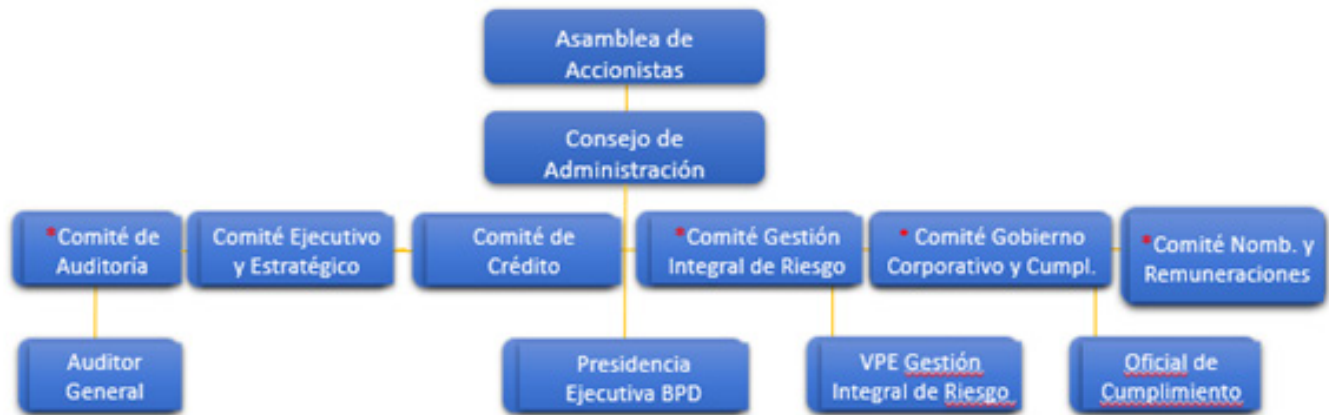 Asamblea de
Accionistas
Consejo de
Administración
*Comité de
Auditoría
Comité Ejecutivo
y Estratégico
Comité de
Crédito
*Comité Gestión
Integral de Riesgo
* Comité Gobierno
Corporativo y Cumpl.
*Comité Nomb. y
Remuneraciones
Auditor
General
Presidencia
Ejecutiva BPD
VPE Gestión
Integral de Riesgo
Oficial de
Cumplimiento